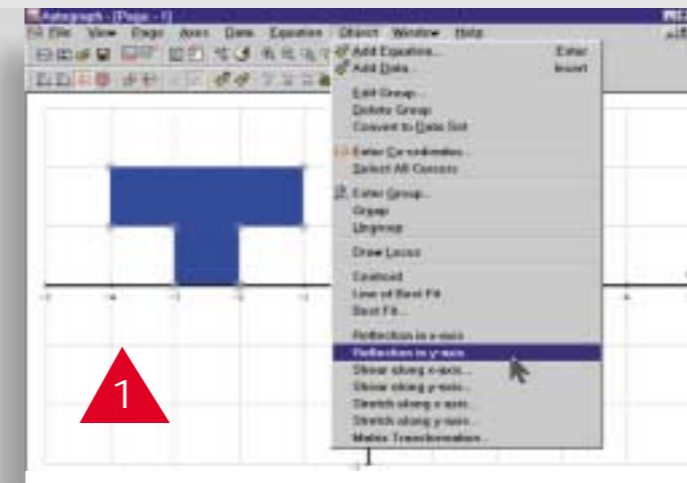 Autograph - [Page - 1]
File View Page Axes Data Equation Object Window Help
Add Equation... Enter
Add Data... Insert
Edit Group...
Delete Group
Convert to Data Set
Enter Co-ordinates...
Select All Cursors
Enter Group...
Group
Ungroup
Draw Locus
Centroid
Line of Best Fit
Best Fit...
Reflection in x-axis
Reflection in y-axis
Shear along x-axis...
Shear along y-axis...
Stretch along x-axis...
Stretch along y-axis...
Matrix Transformation...
1